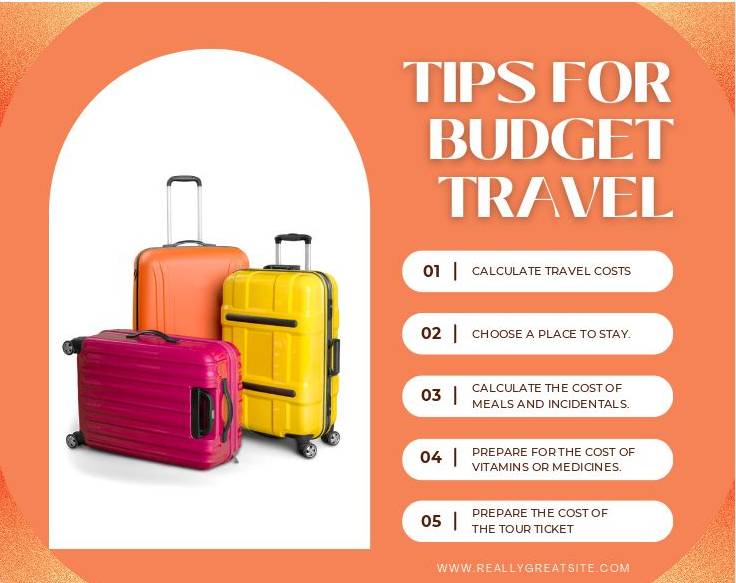 TIPS FOR
BUDGET
TRAVEL
01 | CALCULATE TRAVEL COSTS
02 | CHOOSE A PLACE TO STAY.
03 | CALCULATE THE COST OF
MEALS AND INCIDENTALS.
04 | PREPARE FOR THE COST OF
VITAMINS OR MEDICINES.
05 | PREPARE THE COST OF
THE TOUR TICKET
WWW.REALLYGREATSITE.COM